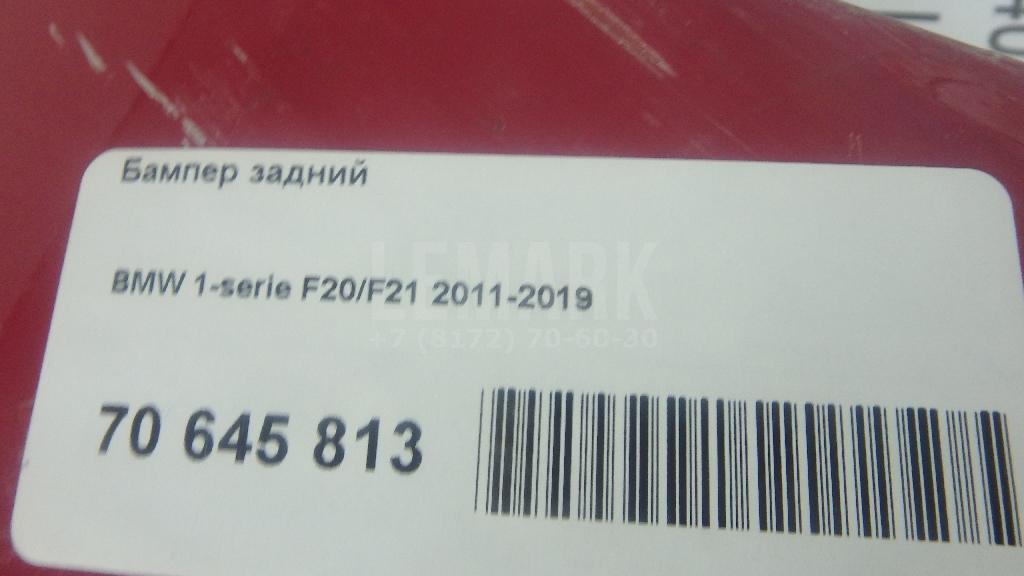 Бампер задний
BMW 1-serie F20/F21 2011-2019
LEMARK
+7 (8172) 70-60-30
70 645 813